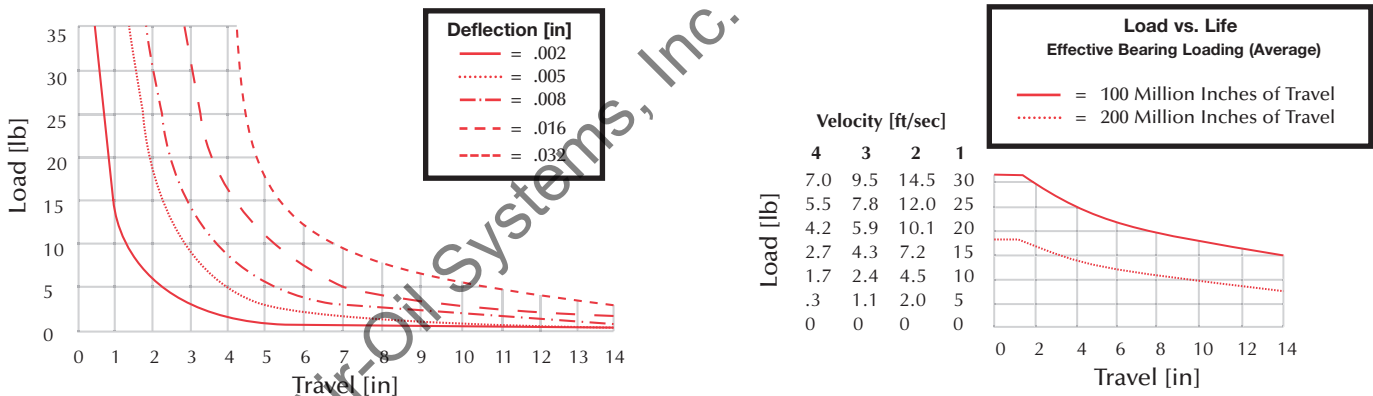 Deflection [in]
= .002
= .005
= .008
= .016
= .032
Load [lb]
35
30
25
20
15
10
5
0
0 1 2 3 4 5 6 7 8 9 10 11 12 13 14
Travel [in]
ir-Oil Systems, Inc.
Load vs. Life
Effective Bearing Loading (Average)
= 100 Million Inches of Travel
= 200 Million Inches of Travel
Velocity [ft/sec]
4 3 2 1
7.0 9.5 14.5 30
5.5 7.8 12.0 25
4.2 5.9 10.1 20
2.7 4.3 7.2 15
1.7 2.4 4.5 10
.3 1.1 2.0 5
0 0 0 0
Load [lb]
0 2 4 6 8 10 12 14
Travel [in]